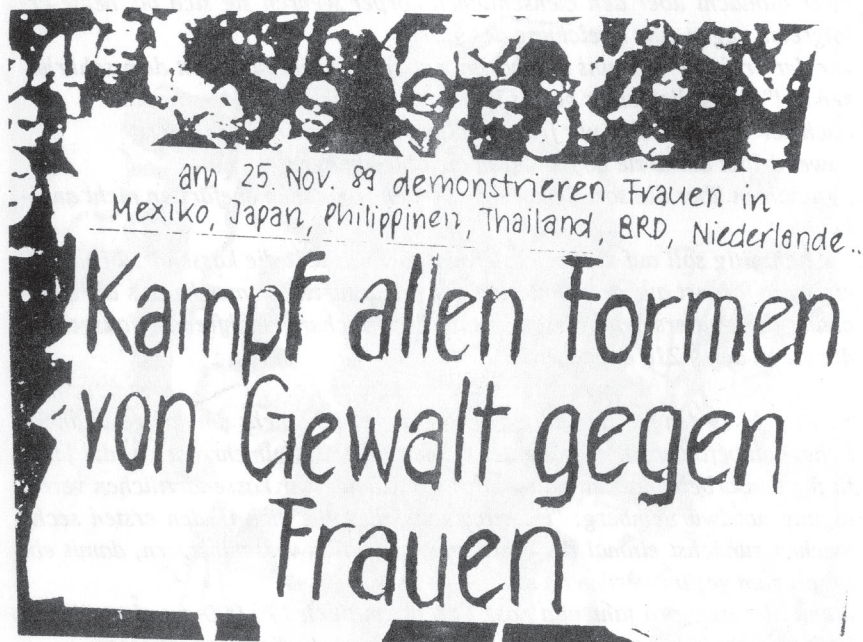 am 25 Nov 89 demonstrieren Frauen in
Mexiko, Japan, Philippinen, Thailand, BRD, Niederlande..
Kampf allen Formen
von Gewalt gegen
Frauen